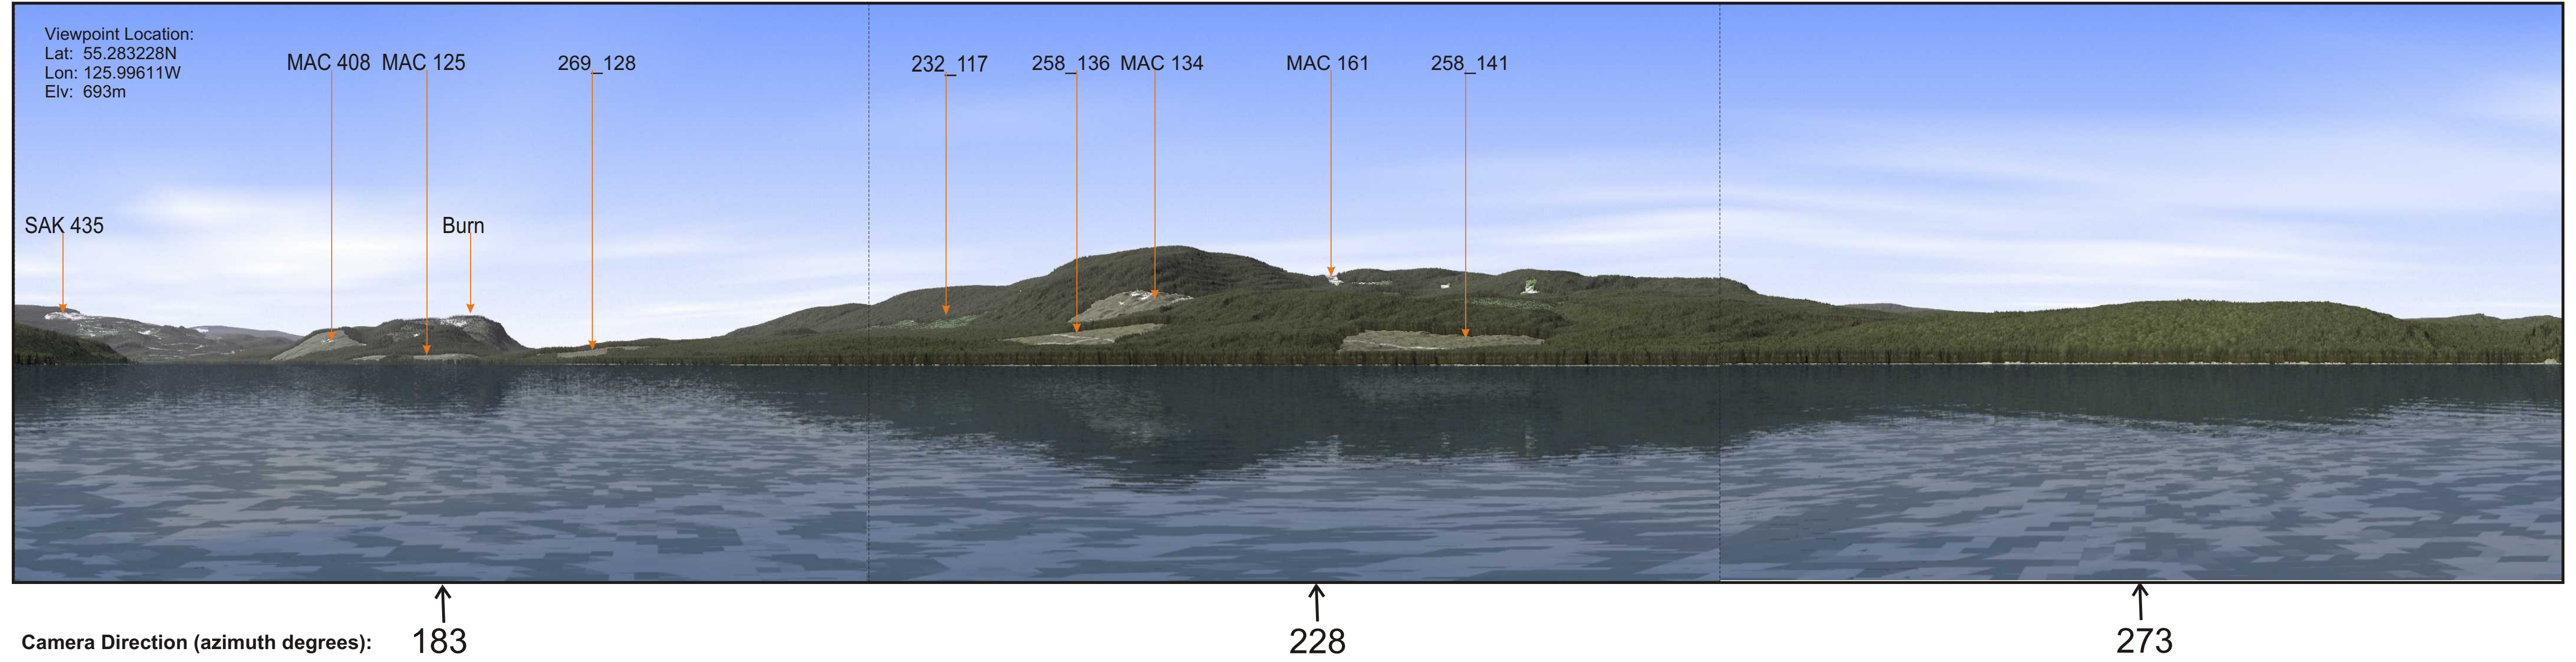 Viewpoint Location:
Lat: 55.283228N
Lon: 125.99611W
Elv: 693m
MAC 408 MAC 125 269_128 232_117 258_136 MAC 134 MAC 161 258_141
SAK 435 Burn
Camera Direction (azimuth degrees): 183 228 273